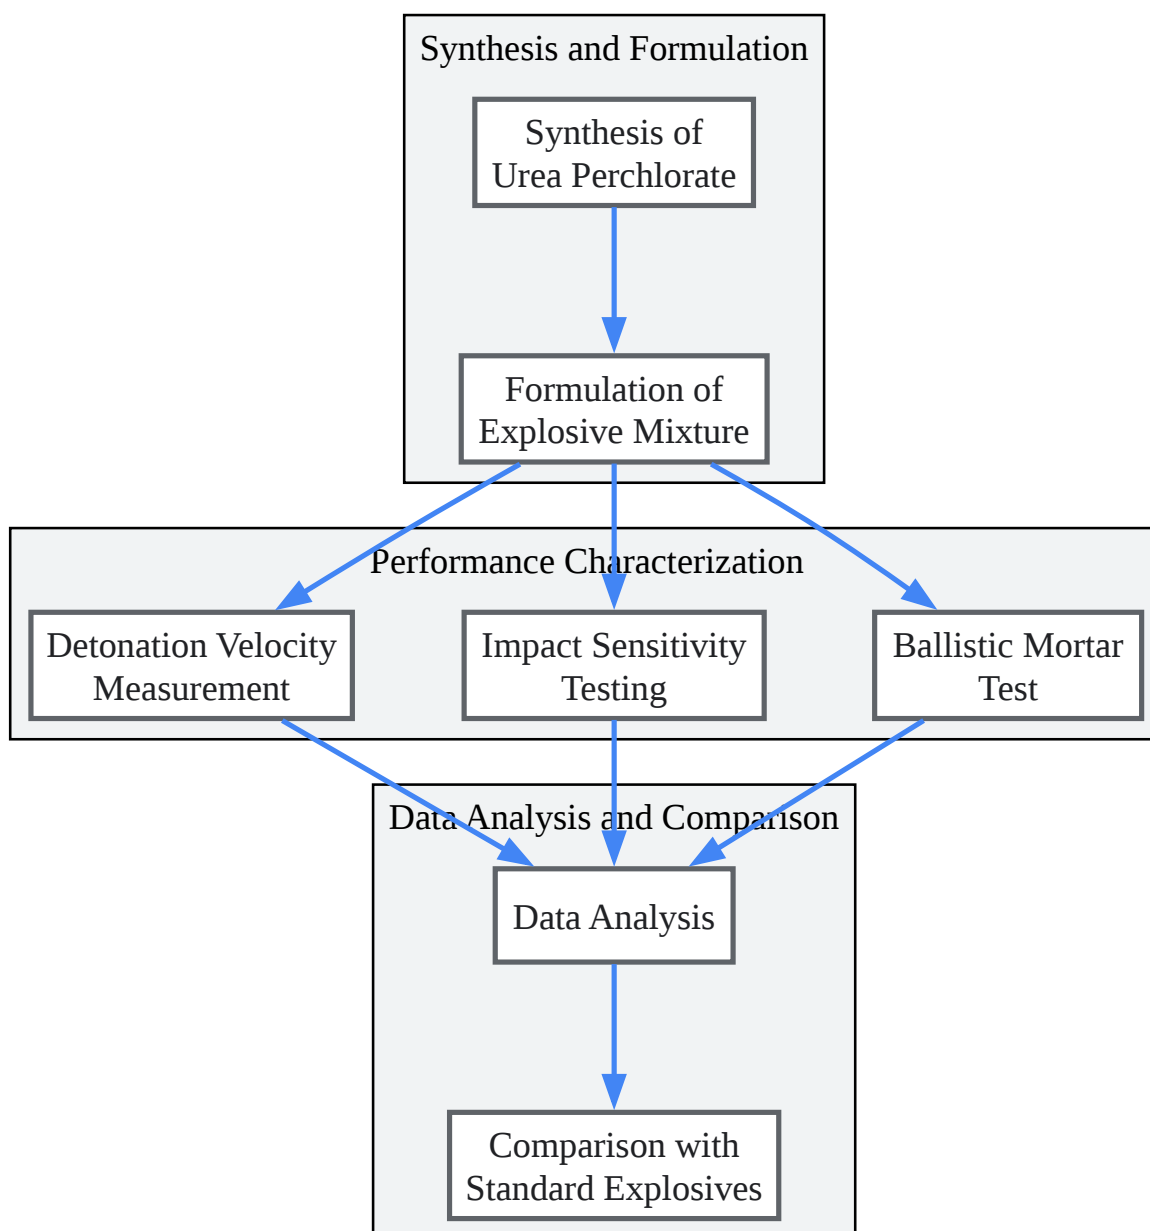 Synthesis and Formulation
Synthesis of
Urea Perchlorate
Formulation of
Explosive Mixture
Performance Characterization
Detonation Velocity
Measurement
Impact Sensitivity
Testing
Ballistic Mortar
Test
Data Analysis and Comparison
Data Analysis
Comparison with
Standard Explosives